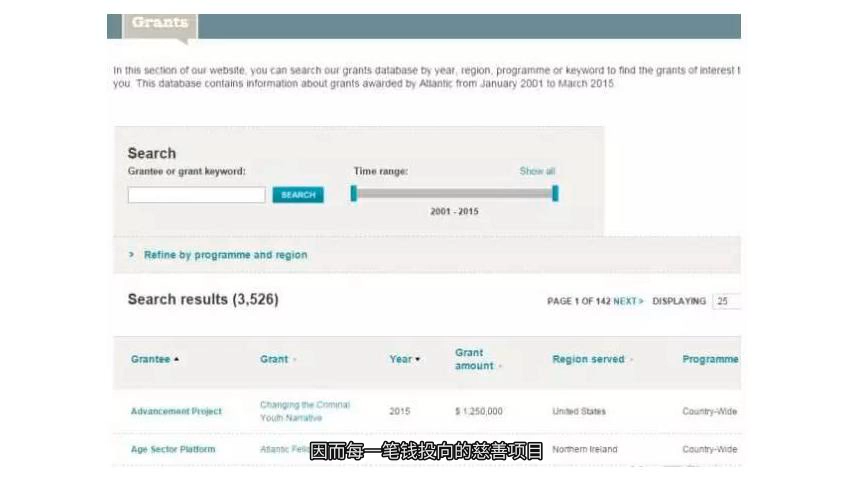 Grants
In this section of our website, you can search our grants database by year, region, programme or keyword to find the grants of interest t
you. This database contains information about grants awarded by Atlantic from January 2001 to March 2015
Search
Grantee or grant keyword:
Time range:
Show all
SEARCH
2001 - 2015
> Refine by programme and region
Search results (3,526)
PAGE 1 OF 142 NEXT > DISPLAYING 25
Grantee Grant Year Grant amount Region served Programme
Advancement Project Changing the Criminal Youth Narrative 2015 $ 1,250,000 United States Country-Wide
Age Sector Platform Atlantic Northern Ireland Country-Wide
因而每一笔钱投向的慈善项目